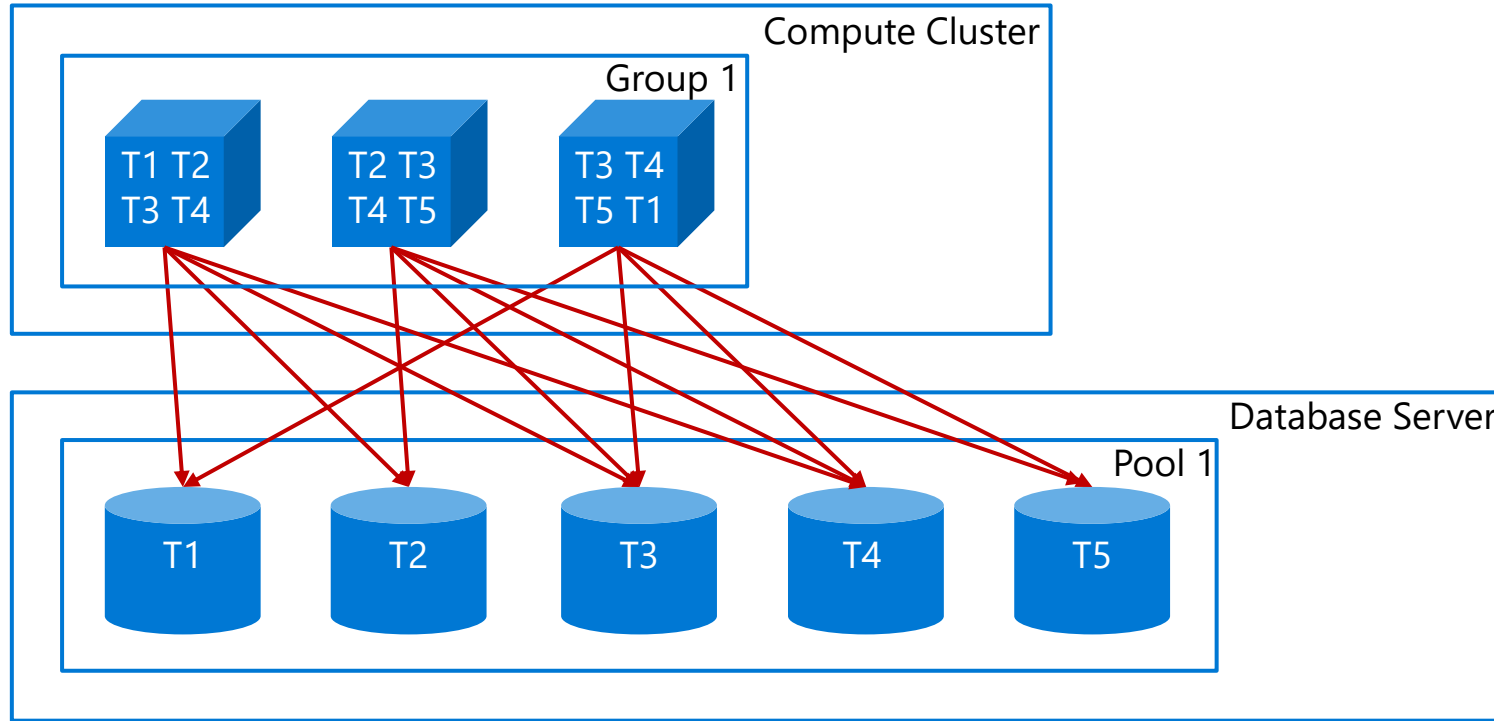 Compute Cluster
Group 1
T1 T2
T3 T4
T2 T3
T4 T5
T3 T4
T5 T1
Database Server
Pool 1
T1
T2
T3
T4
T5